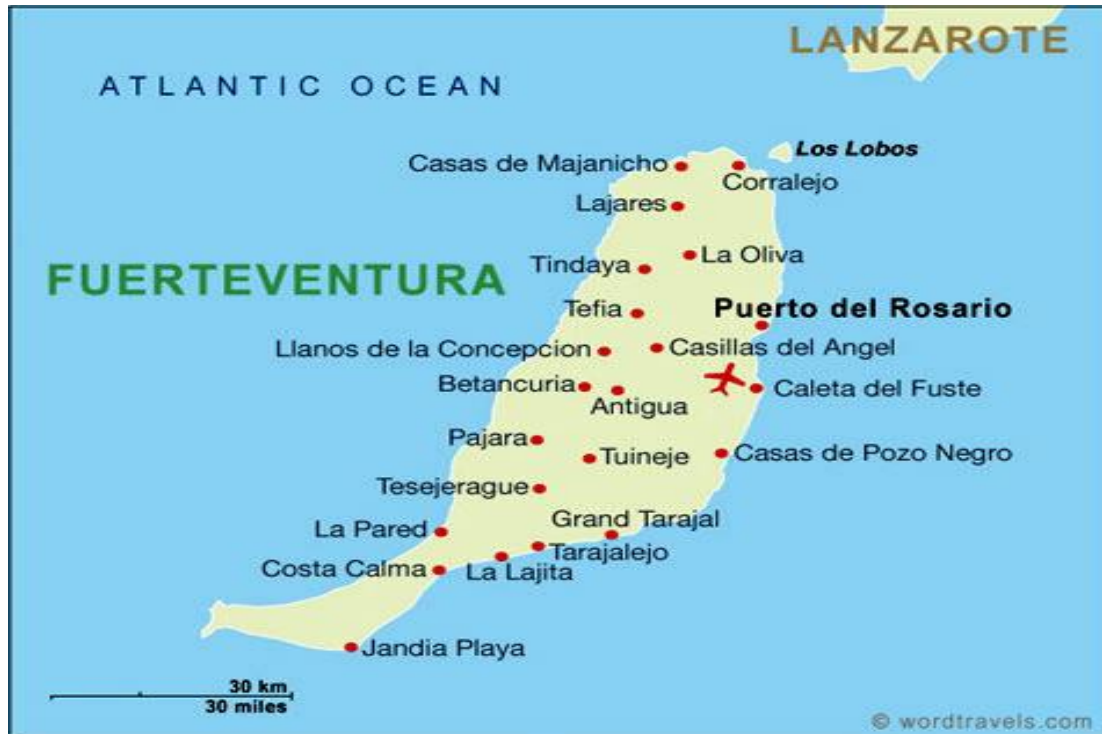 LANZAROTE
ATLANTIC OCEAN
Los Lobos
Casas de Majanicho
Corralejo
Lajares
La Oliva
Tindaya
FUERTEVENTURA
Tefia
Puerto del Rosario
Llanos de la Concepcion
Casillas del Angel
Betancuria
Antigua
Caleta del Fuste
Pajara
Tuineje
Casas de Pozo Negro
Tesejerague
Grand Tarajal
La Pared
Tarajalejo
Costa Calma
La Lajita
Jandia Playa
30 km
30 miles
© wordtravels.com